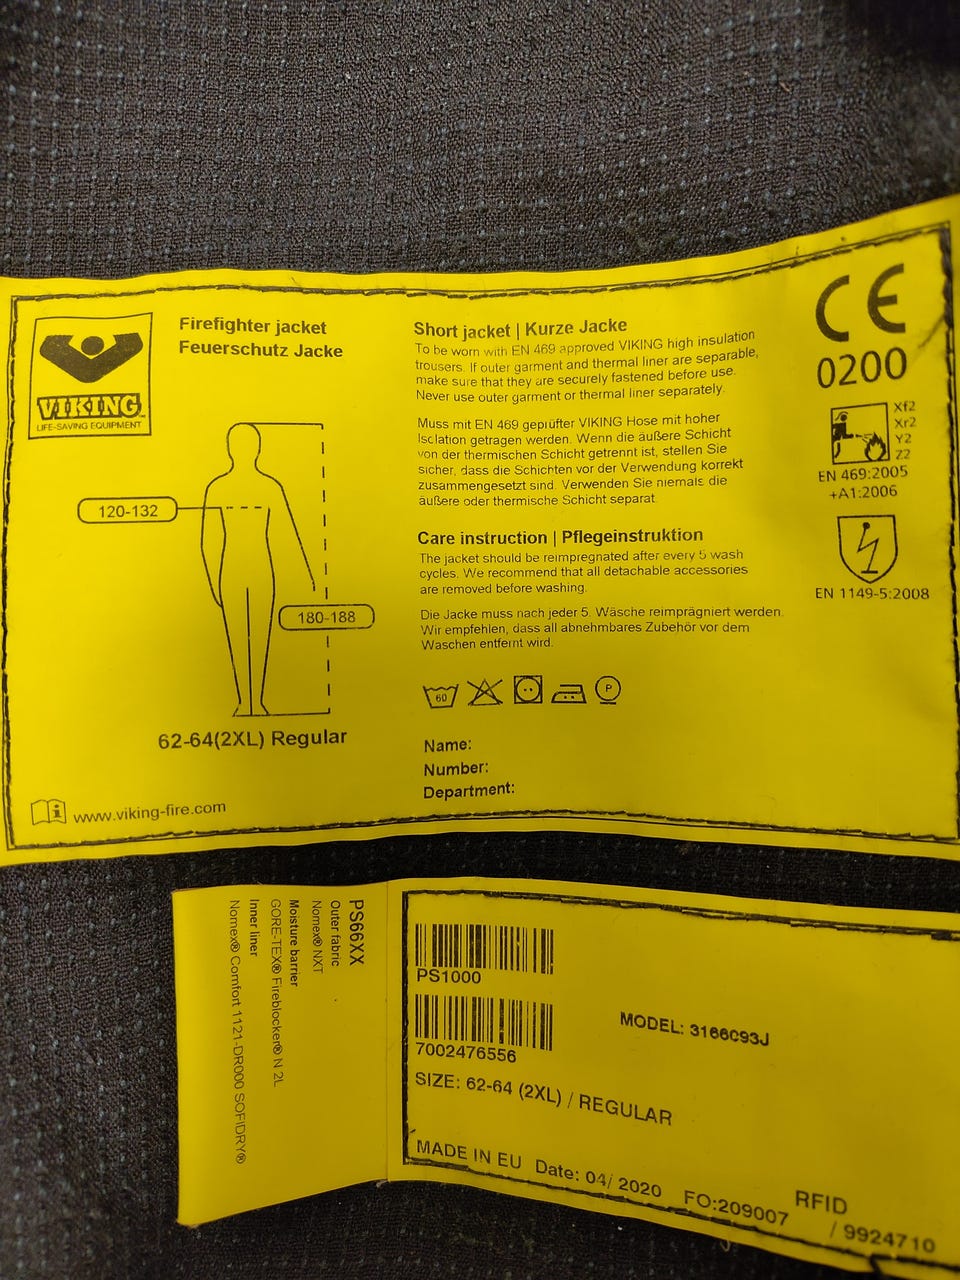 VIKING
LIFE-SAVING EQUIPMENT
Firefighter jacket
Feuerschutz Jacke
120-132
180-188
62-64(2XL) Regular
www.viking-fire.com
Short jacket | Kurze Jacke
To be worn with EN 469 approved VIKING high insulation
trousers. If outer garment and thermal liner are separable,
make sure that they are securely fastened before use.
Never use outer garment or thermal liner separately.
Muss mit EN 469 geprüfter VIKING Hose mit hoher
Isolation getragen werden. Wenn die äußere Schicht
von der thermischen Schicht getrennt ist, stellen Sie
sicher, dass die Schichten vor der Verwendung korrekt
zusammengesetzt sind. Verwenden Sie niemals die
äußere oder thermische Schicht separat
Care instruction | Pflegeinstruktion
The jacket should be reimpregnated after every 5 wash
cycles. We recommend that all detachable accessories
are removed before washing.
Die Jacke muss nach jeder 5. Wäsche reimprägniert werden.
Wir empfehlen, dass all abnehmbares Zubehör vor dem
Waschen entfernt wird.
60
P
Name:
Number:
Department:
CE
0200
Xf2
Xr2
Y2
Z2
EN 469:2005
+A1:2006
EN 1149-5:2008
PS66XX
Outer fabric
Nomex® NXT
Moisture barrier
GORE-TEX® Fireblocker® N 2L
Inner liner
Nomex® Comfort 1121-DR000 SOFIDRY®
PS1000
7002476556
MODEL: 3166C93J
SIZE: 62-64 (2XL) / REGULAR
MADE IN EU Date: 04/ 2020 FO:209007
RFID
/ 9924710